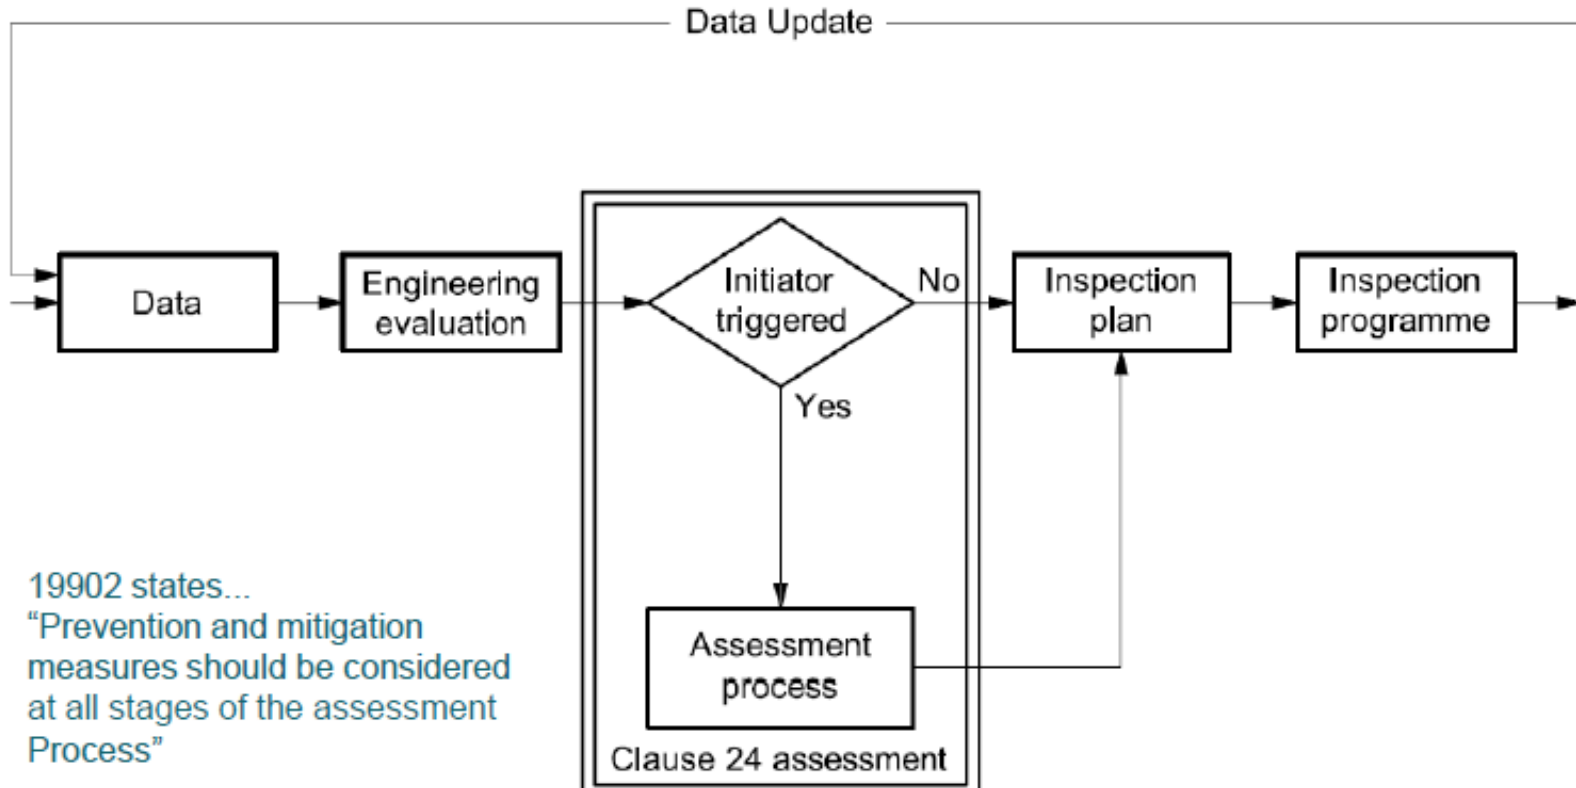 Data Update
Data
Engineering
evaluation
Initiator
triggered
No
Yes
Inspection
plan
Inspection
programme
Assessment
process
Clause 24 assessment
19902 states...
“Prevention and mitigation
measures should be considered
at all stages of the assessment
Process”